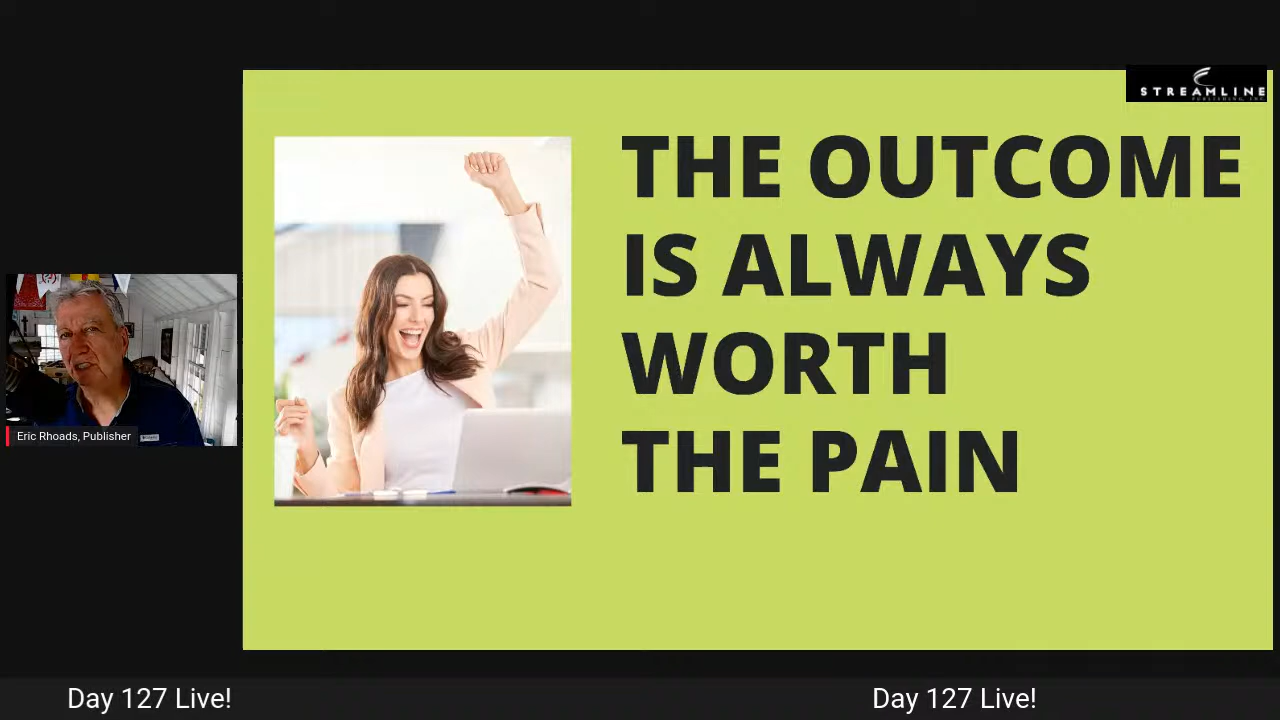 STREAMLINE
THE OUTCOME
IS ALWAYS
WORTH
THE PAIN
Eric Rhoads, Publisher
Day 127 Live!
Day 127 Live!